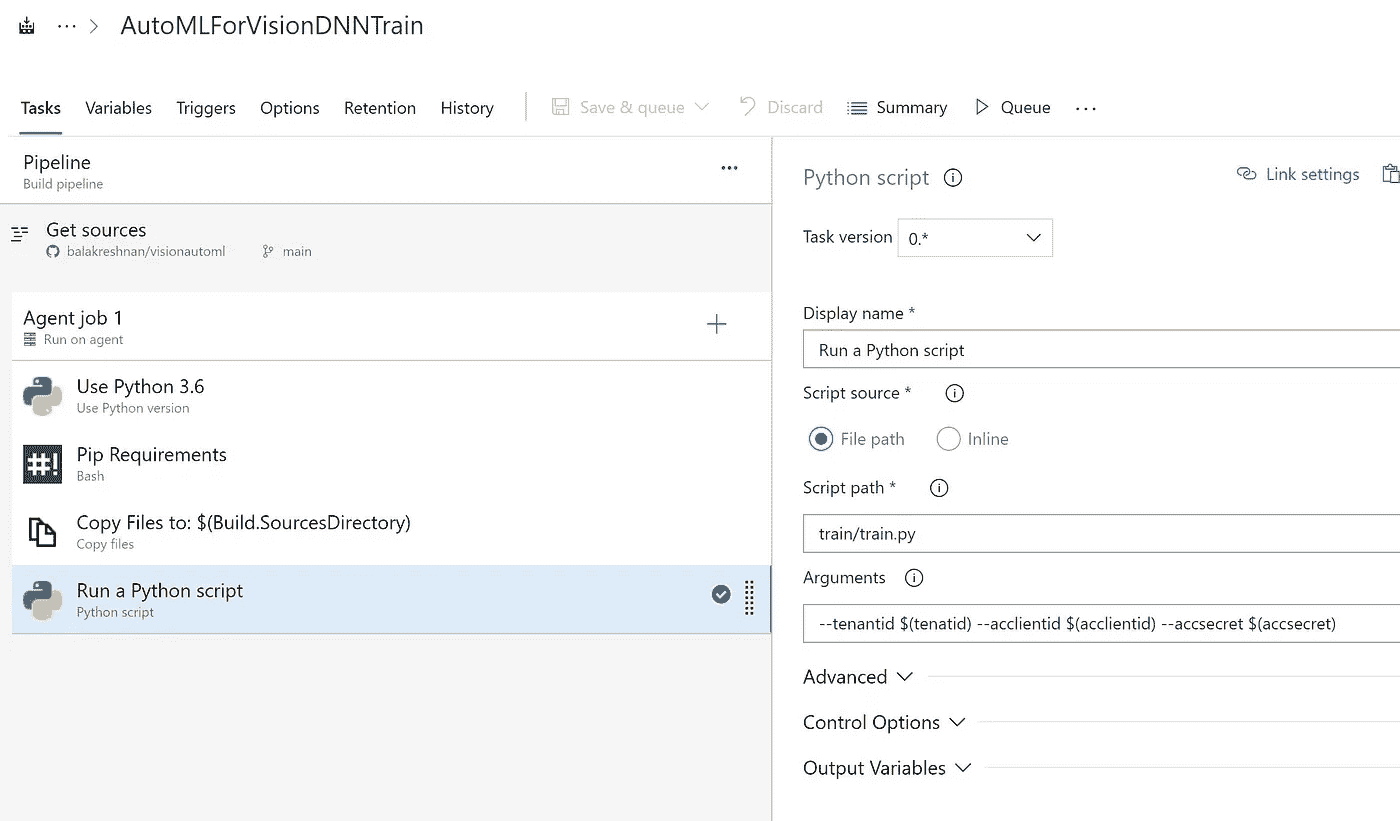 ··· > AutoMLForVisionDNNTrain
Tasks Variables Triggers Options Retention History Save & queue Discard Summary Queue ···
Pipeline
Build pipeline
Get sources
balakreshnan/visionautoml main
Agent job 1
Run on agent
Use Python 3.6
Use Python version
Pip Requirements
Bash
Copy Files to: $(Build.SourcesDirectory)
Copy files
Run a Python script
Python script
Python script
Link settings
Task version 0.*
Display name *
Run a Python script
Script source *
File path Inline
Script path *
train/train.py
Arguments
--tenantid $(tenatid) --acclientid $(acclientid) --accsecret $(accsecret)
Advanced
Control Options
Output Variables